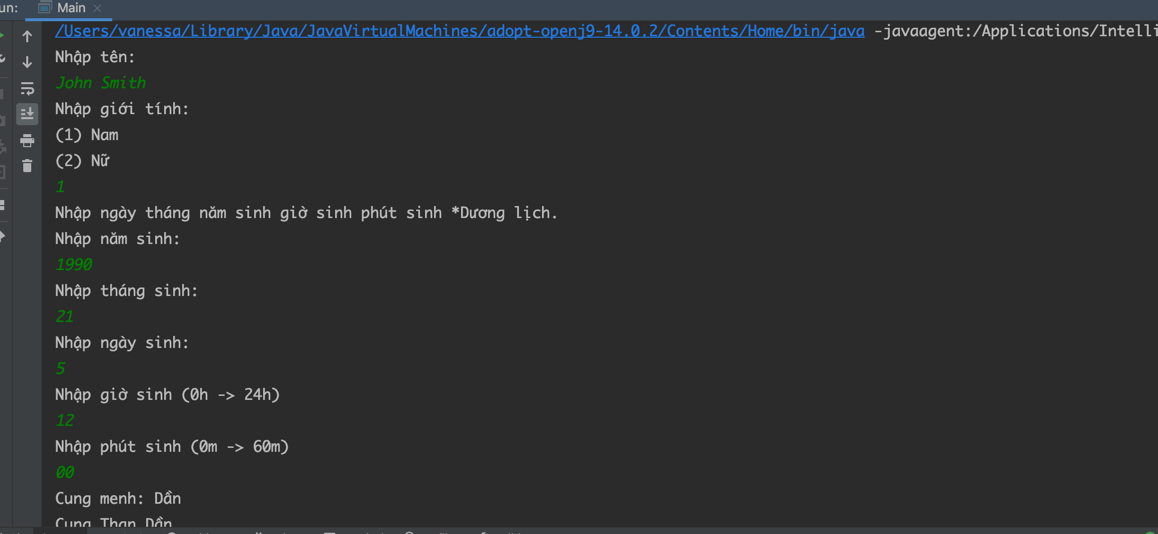 un: Main ×
/Users/vanessa/Library/Java/JavaVirtualMachines/adopt-openj9-14.0.2/Contents/Home/bin/java -javaagent:/Applications/Intelli
Nhập tên:
John Smith
Nhập giới tính:
(1) Nam
(2) Nữ
1
Nhập ngày tháng năm sinh giờ sinh phút sinh *Dương lịch.
Nhập năm sinh:
1990
Nhập tháng sinh:
21
Nhập ngày sinh:
5
Nhập giờ sinh (0h -> 24h)
12
Nhập phút sinh (0m -> 60m)
00
Cung menh: Dần
Cung Than Dần